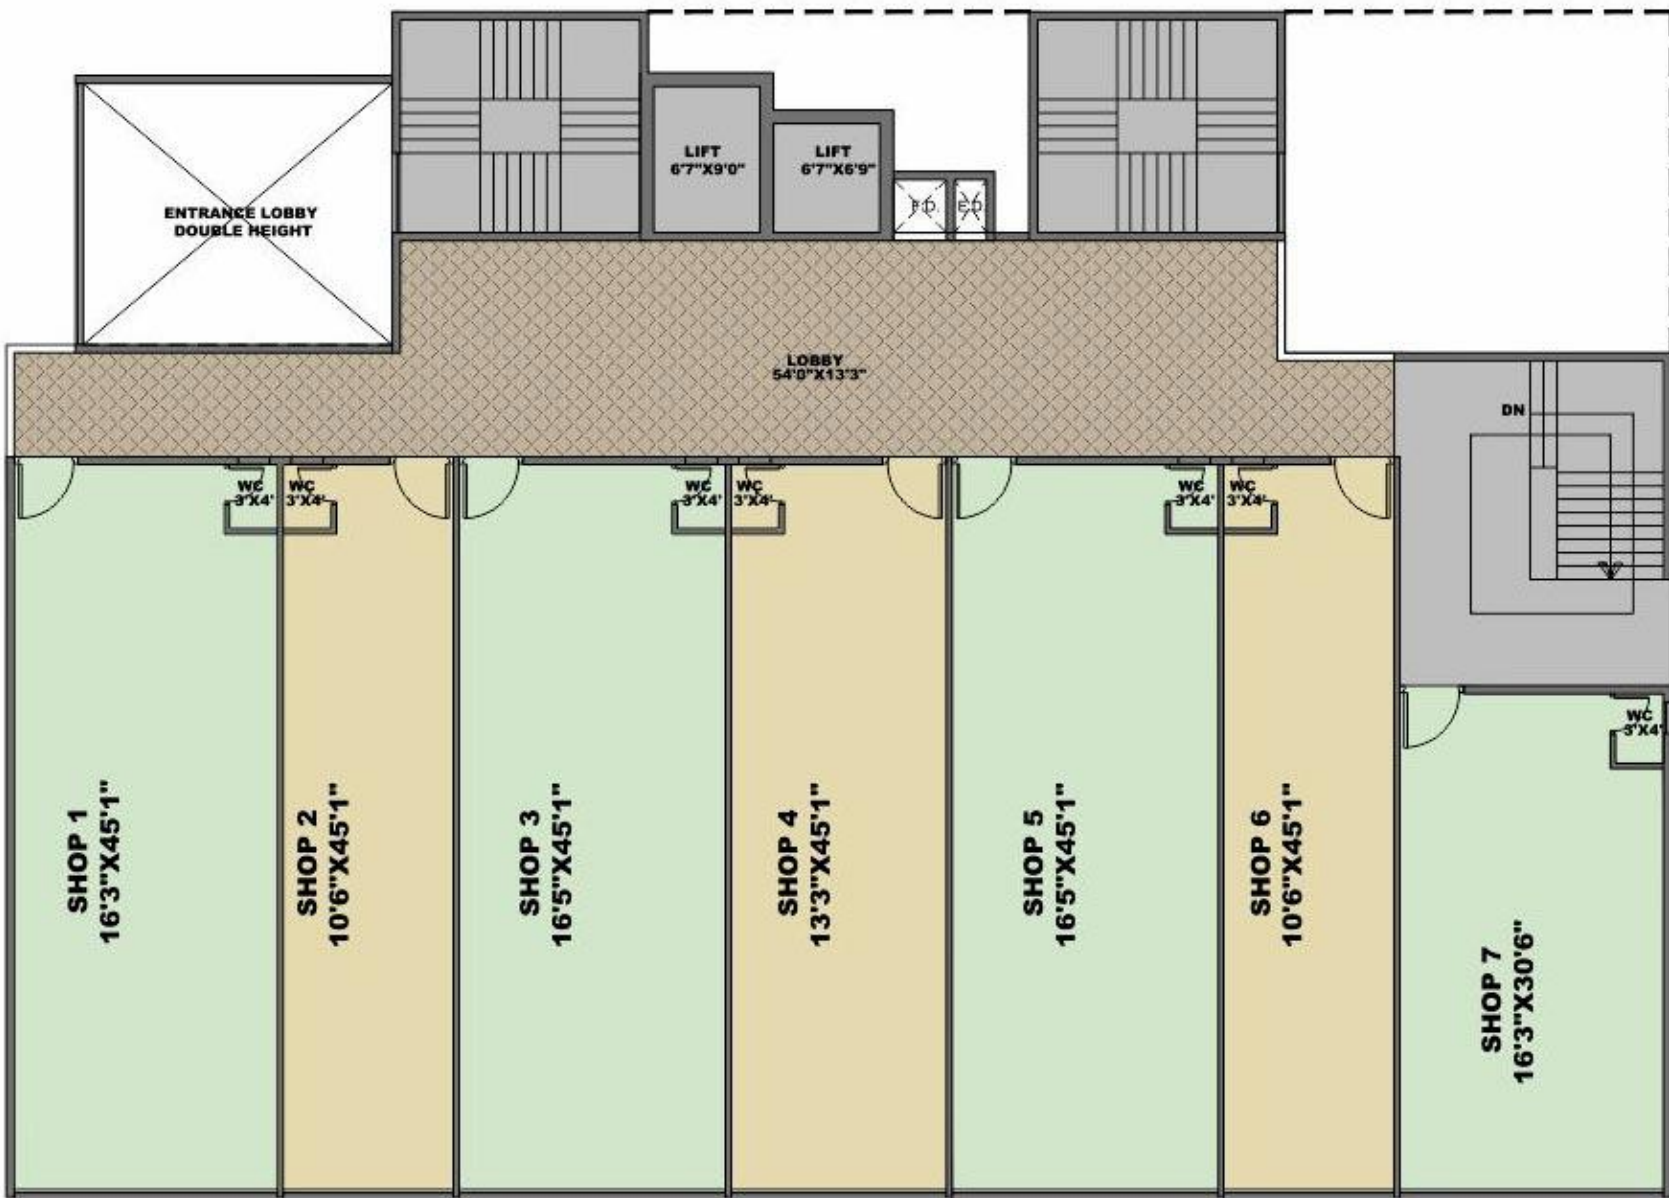 LIFT
6'7"X9'0"
LIFT
6'7"X6'9"
F.D.
E.D.
ENTRANCE LOBBY
DOUBLE HEIGHT
LOBBY
54'0"X13'3"
DN
WC
3'X4'
WC
3'X4'
WC
3'X4'
WC
3'X4'
WC
3'X4'
WC
3'X4'
WC
3'X4'
SHOP 1
16'3"X45'1"
SHOP 2
10'6"X45'1"
SHOP 3
16'5"X45'1"
SHOP 4
13'3"X45'1"
SHOP 5
16'5"X45'1"
SHOP 6
10'6"X45'1"
SHOP 7
16'3"X30'6"